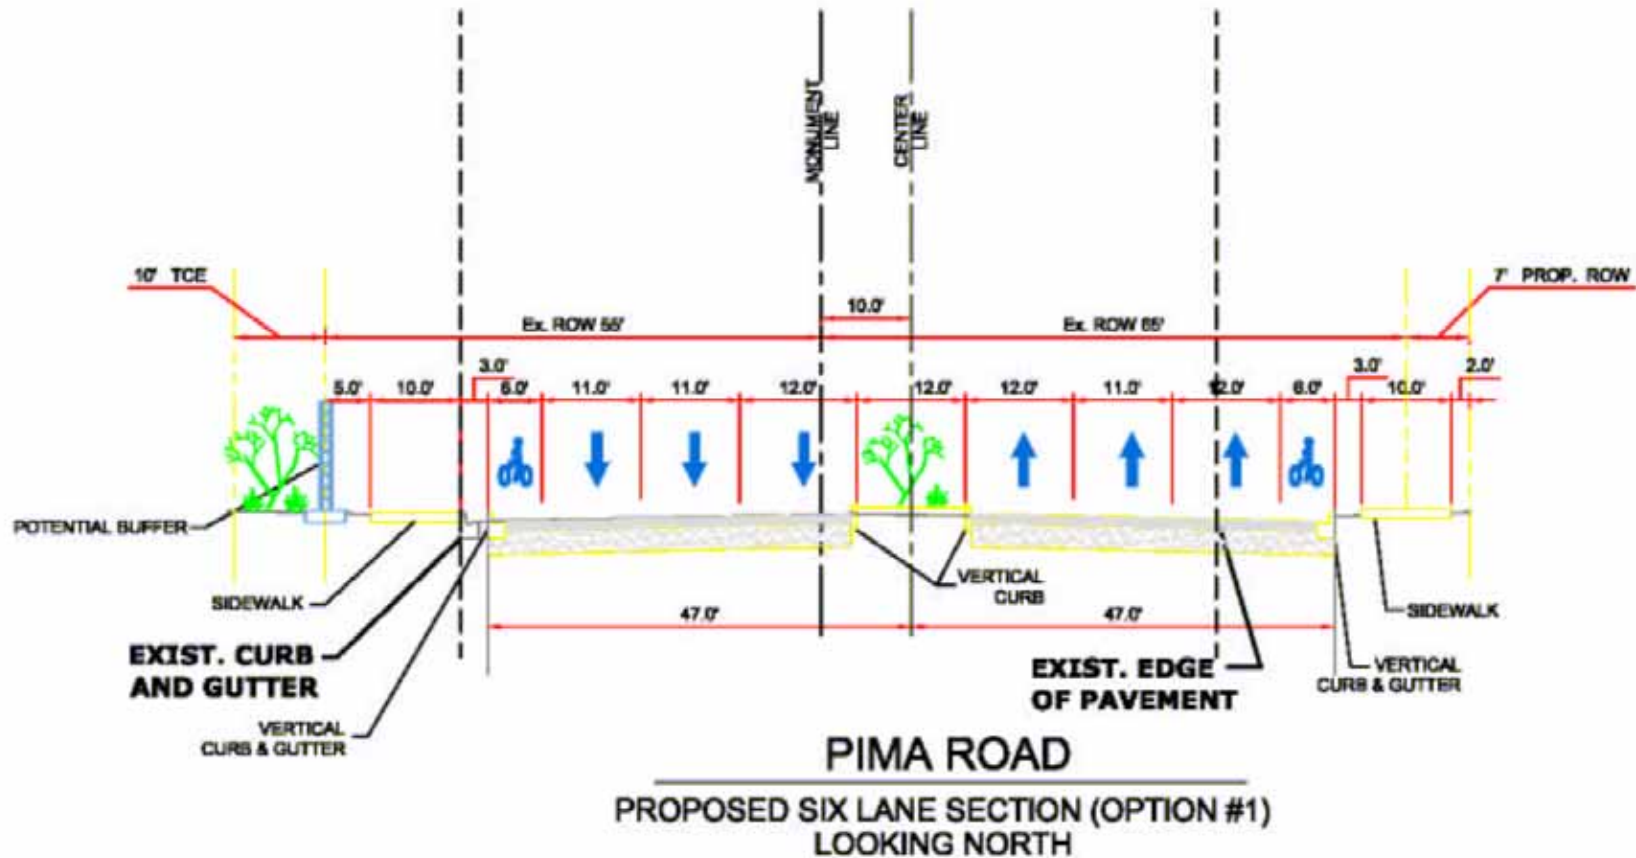 MONUMENT
LINE
CENTER
LINE
10' TCE
7' PROP. ROW
10.0'
Ex. ROW 55'
Ex. ROW 65'
3.0'
3.0'
2.0'
5.0'
10.0'
6.0'
11.0'
11.0'
12.0'
12.0'
12.0'
11.0'
12.0'
6.0'
10.0'
POTENTIAL BUFFER
SIDEWALK
VERTICAL
CURB
SIDEWALK
47.0'
47.0'
EXIST. CURB
AND GUTTER
EXIST. EDGE
OF PAVEMENT
VERTICAL
CURB & GUTTER
VERTICAL
CURB & GUTTER
PIMA ROAD
PROPOSED SIX LANE SECTION (OPTION #1)
LOOKING NORTH